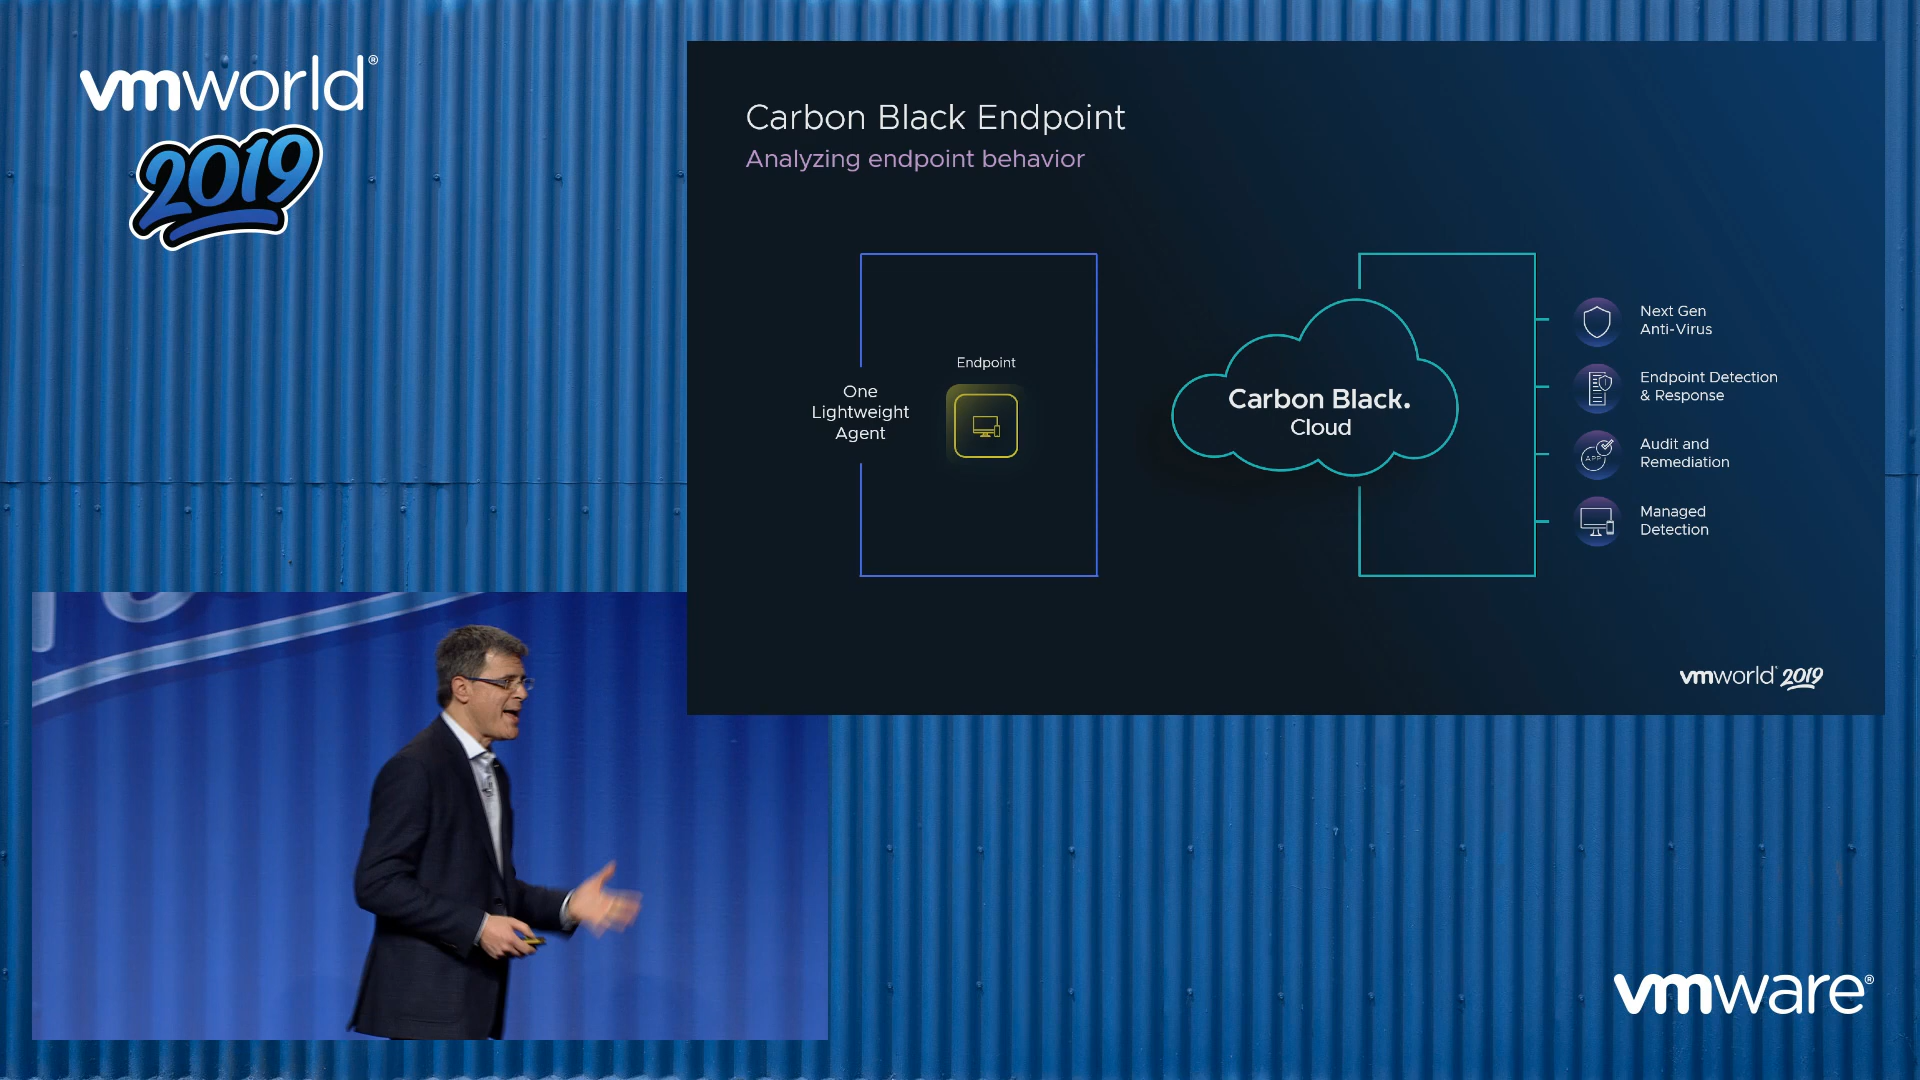 vmworld®
2019
Carbon Black Endpoint
Analyzing endpoint behavior
One
Lightweight
Agent
Endpoint
Carbon Black.
Cloud
Next Gen
Anti-Virus
Endpoint Detection
& Response
APP
Audit and
Remediation
Managed
Detection
vmworld® 2019
vmware®